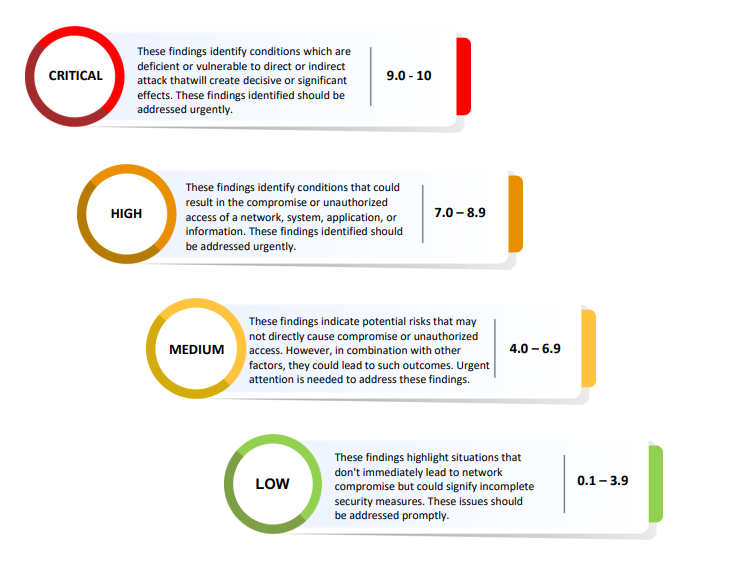 CRITICAL
These findings identify conditions which are
deficient or vulnerable to direct or indirect
attack thatwill create decisive or significant
effects. These findings identified should be
addressed urgently.
9.0 - 10
HIGH
These findings identify conditions that could
result in the compromise or unauthorized
access of a network, system, application, or
information. These findings identified should
be addressed urgently.
7.0 – 8.9
MEDIUM
These findings indicate potential risks that may
not directly cause compromise or unauthorized
access. However, in combination with other
factors, they could lead to such outcomes. Urgent
attention is needed to address these findings.
4.0 – 6.9
LOW
These findings highlight situations that
don't immediately lead to network
compromise but could signify incomplete
security measures. These issues should
be addressed promptly.
0.1 – 3.9